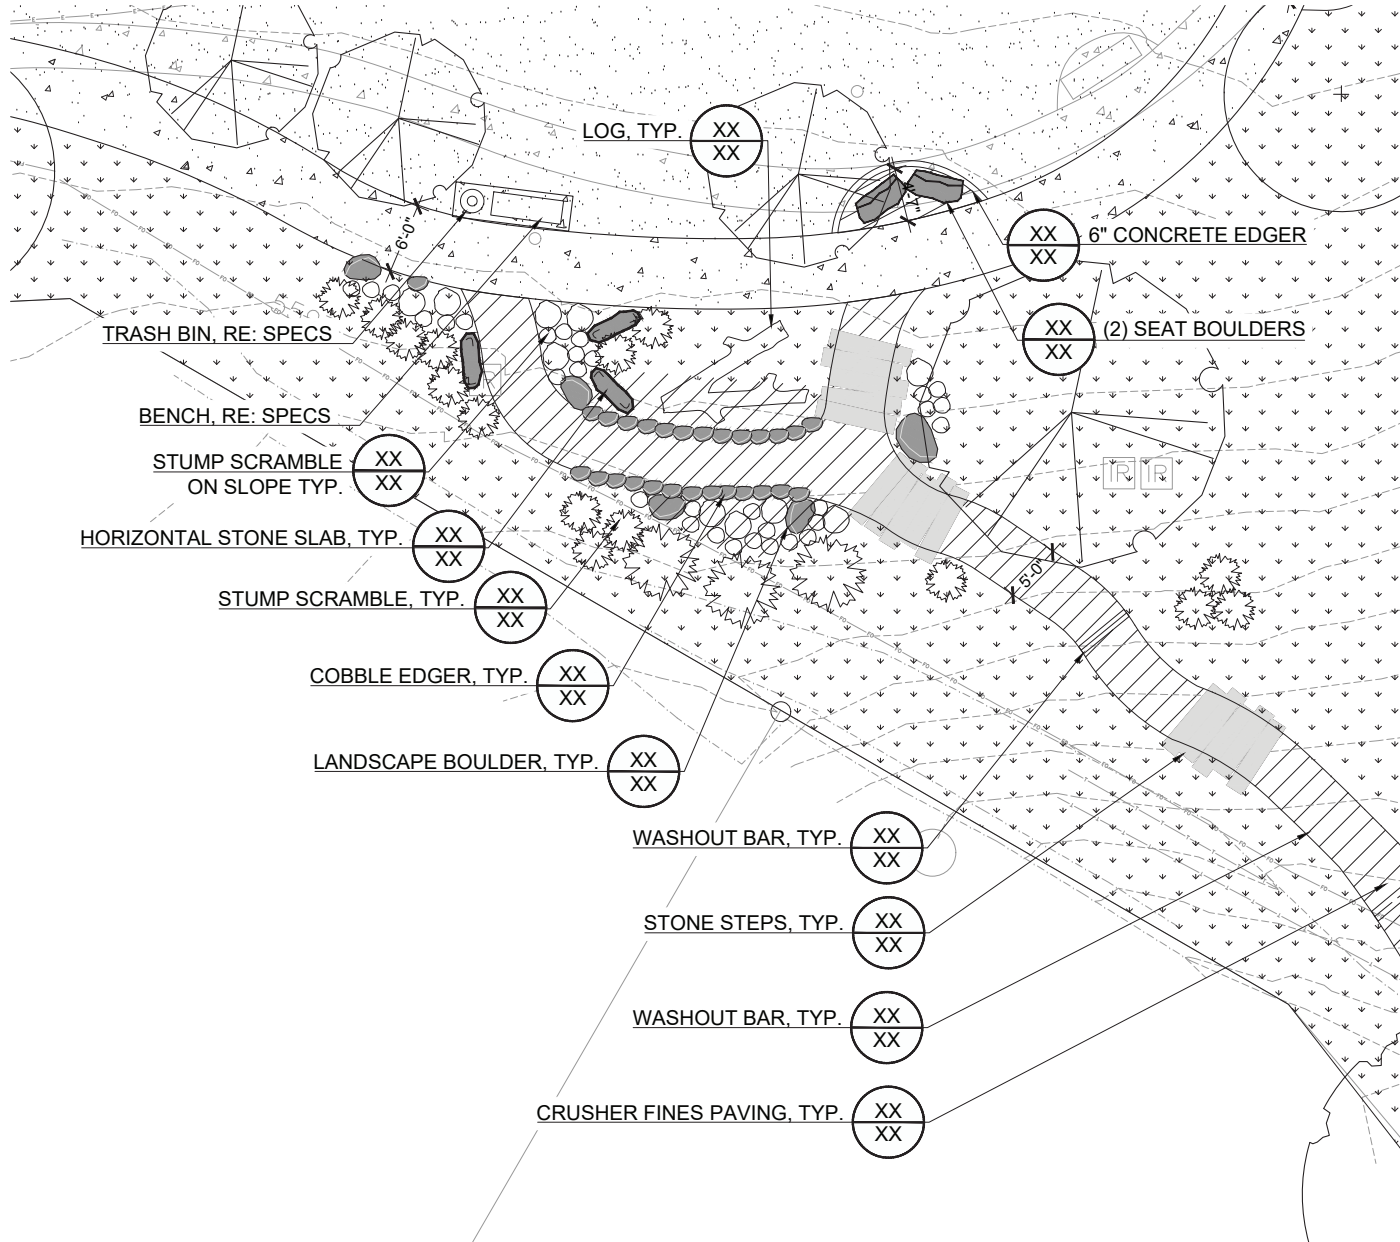 LOG, TYP.
XX
XX
6'-0"
4"
XX
XX
6" CONCRETE EDGER
XX
XX
(2) SEAT BOULDERS
TRASH BIN, RE: SPECS
BENCH, RE: SPECS
STUMP SCRAMBLE
ON SLOPE TYP.
XX
XX
IR IR
HORIZONTAL STONE SLAB, TYP.
XX
XX
5'-0"
STUMP SCRAMBLE, TYP.
XX
XX
COBBLE EDGER, TYP.
XX
XX
LANDSCAPE BOULDER, TYP.
XX
XX
WASHOUT BAR, TYP.
XX
XX
STONE STEPS, TYP.
XX
XX
WASHOUT BAR, TYP.
XX
XX
CRUSHER FINES PAVING, TYP.
XX
XX